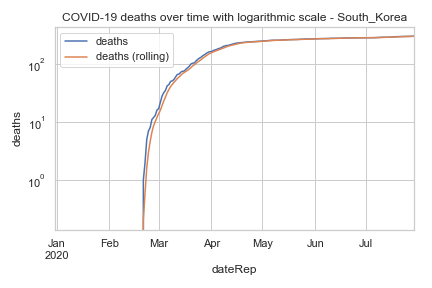 COVID-19 deaths over time with logarithmic scale - South_Korea
deaths
deaths (rolling)
10²
10¹
10⁰
deaths
Jan Feb Mar Apr May Jun Jul
2020
dateRep